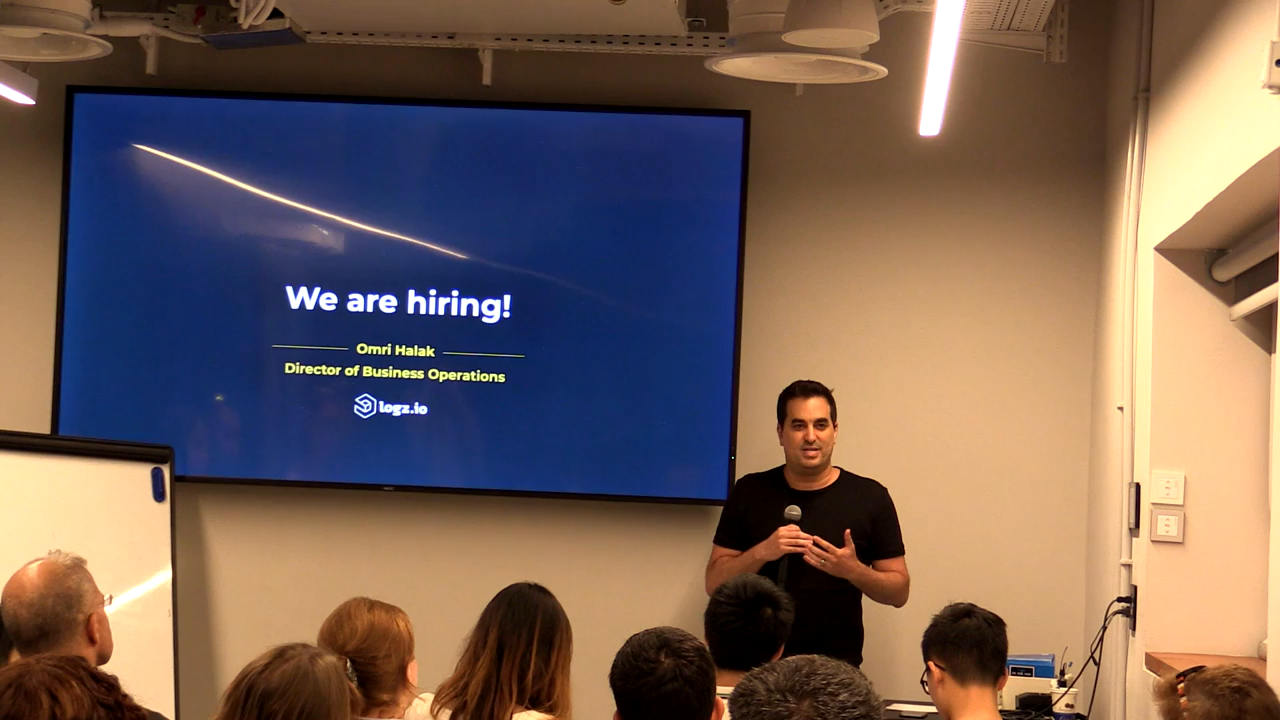 We are hiring!
Omri Halak
Director of Business Operations
logz.io